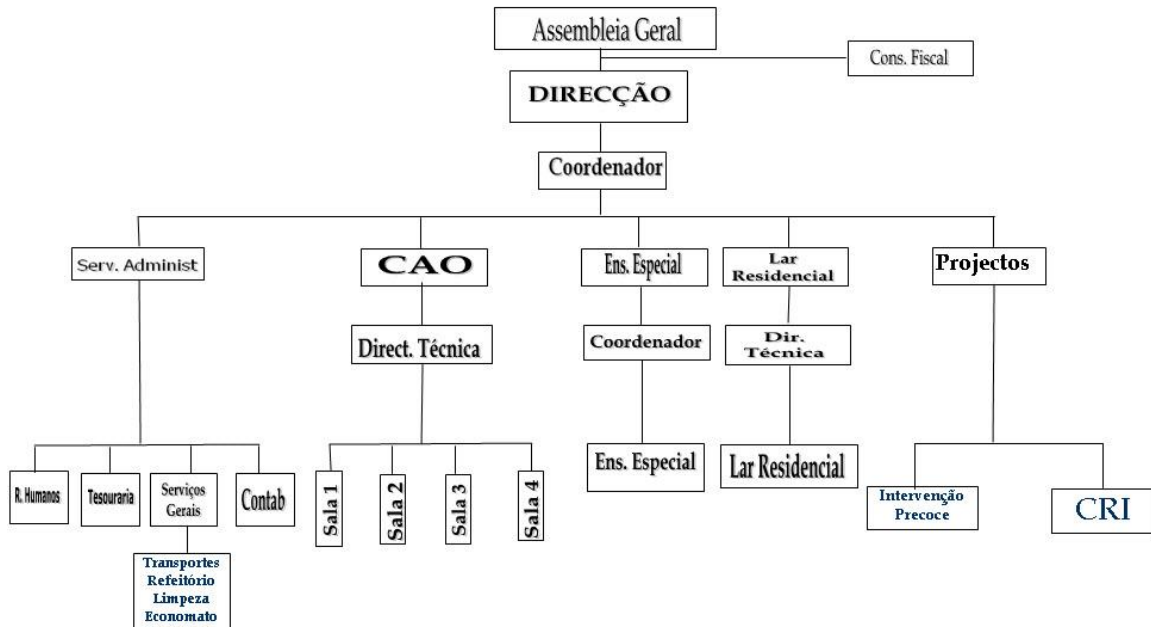 Assembleia Geral
Cons. Fiscal
DIRECÇÃO
Coordenador
Serv. Administ
CAO
Ens. Especial
Lar
Residencial
Projectos
Direct. Técnica
Coordenador
Dir.
Técnica
R. Humanos
Tesouraria
Serviços
Gerais
Contab
Sala 1
Sala 2
Sala 3
Sala 4
Ens. Especial
Lar Residencial
Intervenção
Precoce
CRI
Transportes
Refeitório
Limpeza
Economato